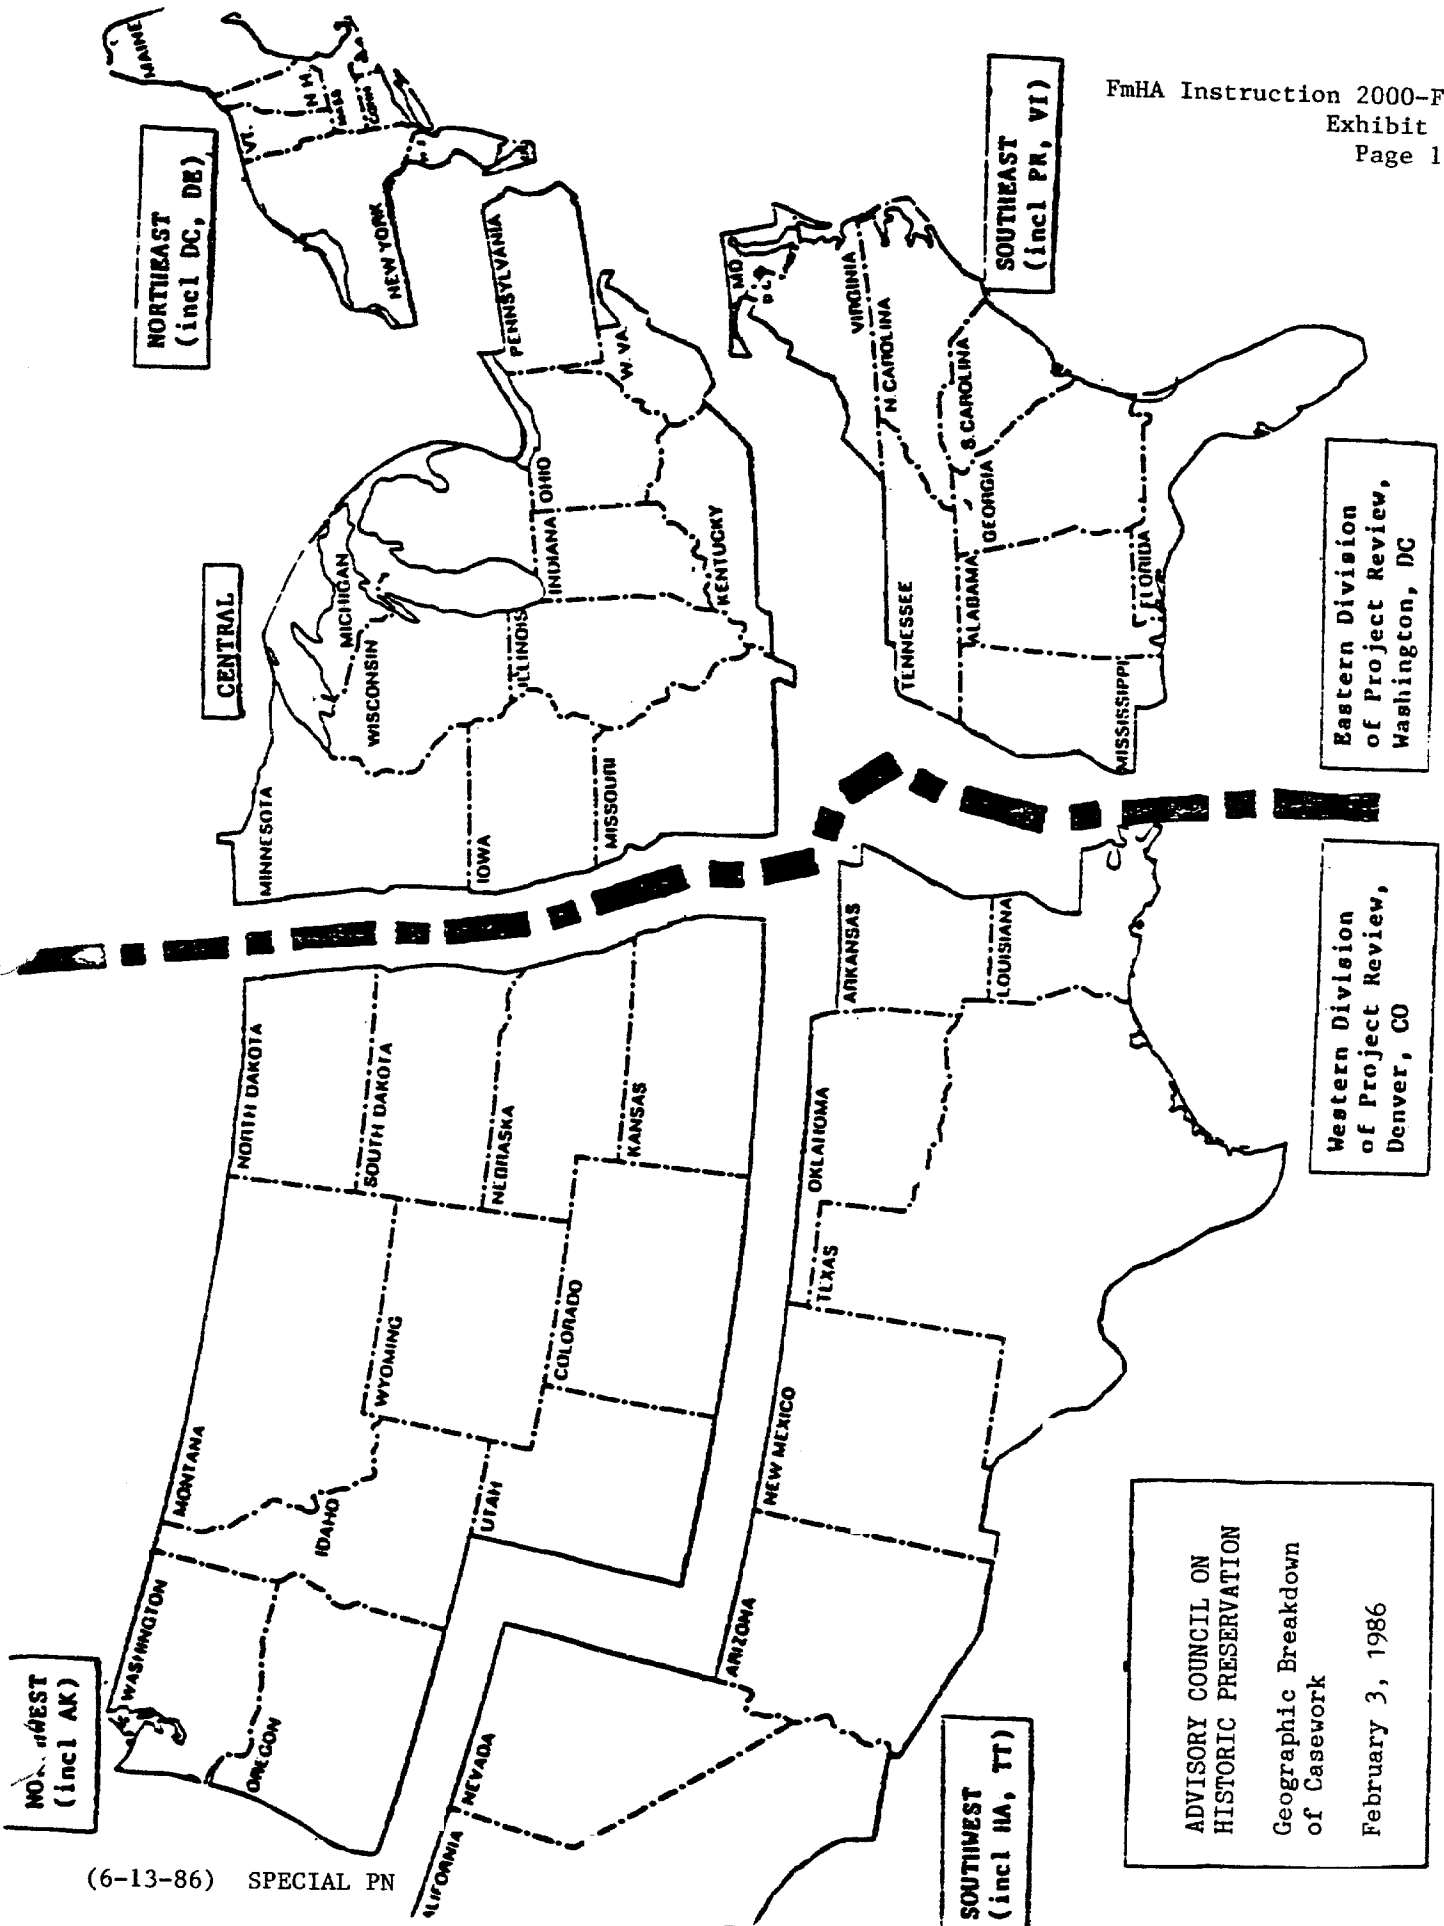 FmHA Instruction 2000-F
Exhibit
Page 1
NORTHEAST
(incl DC, DE)
MAINE
VT.
N.H.
MASS
CONN
NEW YORK
CENTRAL
MINNESOTA
WISCONSIN
MICHIGAN
IOWA
ILLINOIS
INDIANA
OHIO
PENNSYLVANIA
W. VA.
MISSOURI
KENTUCKY
SOUTHEAST
(incl PR, VI)
MD
VIRGINIA
N. CAROLINA
S. CAROLINA
TENNESSEE
GEORGIA
ALABAMA
MISSISSIPPI
FLORIDA
(incl AK)
WASHINGTON
OREGON
IDAHO
MONTANA
NORTH DAKOTA
SOUTH DAKOTA
WYOMING
NEBRASKA
UTAH
COLORADO
KANSAS
SOUTHWEST
(incl HA, TT)
ALIFORNIA
NEVADA
ARIZONA
NEW MEXICO
TEXAS
OKLAHOMA
ARKANSAS
LOUISIANA
Western Division
of Project Review,
Denver, CO
Eastern Division
of Project Review,
Washington, DC
ADVISORY COUNCIL ON
HISTORIC PRESERVATION
Geographic Breakdown
of Casework
February 3, 1986
(6-13-86) SPECIAL PN